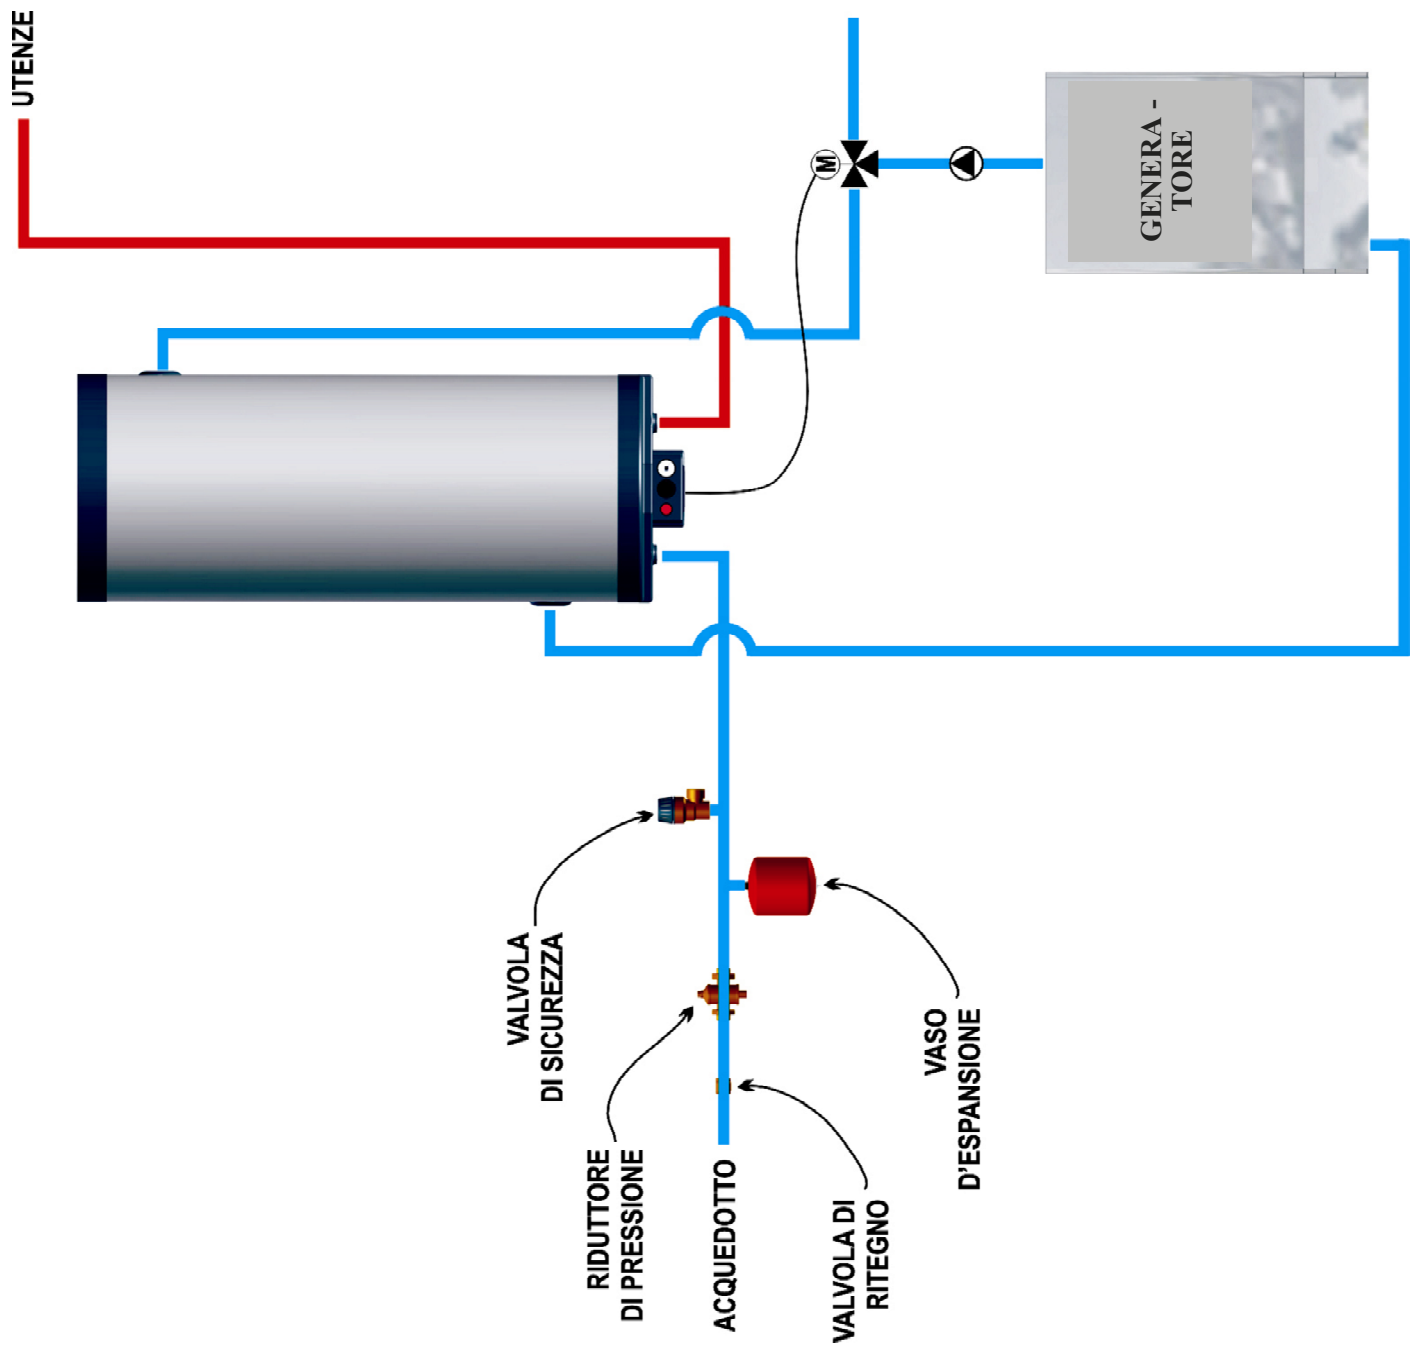 UTENZE
GENERA -
TORE
VALVOLA
DI SICUREZZA
RIDUTTORE
DI PRESSIONE
ACQUEDOTTO
VALVOLA DI
RITEGNO
VASO
D'ESPANSIONE
M